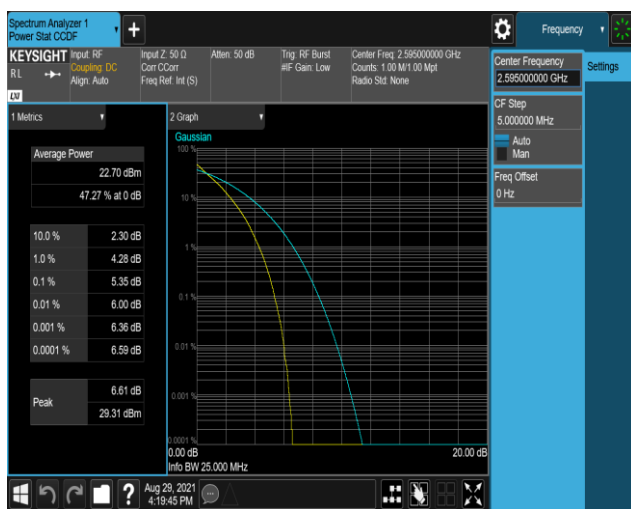 Spectrum Analyzer 1
Power Stat CCDF
Frequency
KEYSIGHT
RL
LXI
Input: RF
Coupling: DC
Align: Auto
Input Z: 50 Ω
Corr CCorr
Freq Ref: Int (S)
Atten: 50 dB
Trig: RF Burst
#IF Gain: Low
Center Freq: 2.595000000 GHz
Counts: 1.00 M/1.00 Mpt
Radio Std: None
Center Frequency
2.595000000 GHz
Settings
CF Step
5.000000 MHz
Auto
Man
Freq Offset
0 Hz
1 Metrics
Average Power
22.70 dBm
47.27 % at 0 dB
10.0 % 2.30 dB
1.0 % 4.28 dB
0.1 % 5.35 dB
0.01 % 6.00 dB
0.001 % 6.36 dB
0.0001 % 6.59 dB
Peak 6.61 dB
29.31 dBm
2 Graph
Gaussian
100 %
10 %
1 %
0.1 %
0.01 %
0.001 %
0.0001 %
0.00 dB 20.00 dB
Info BW 25.000 MHz
?
Aug 29, 2021
4:19:45 PM